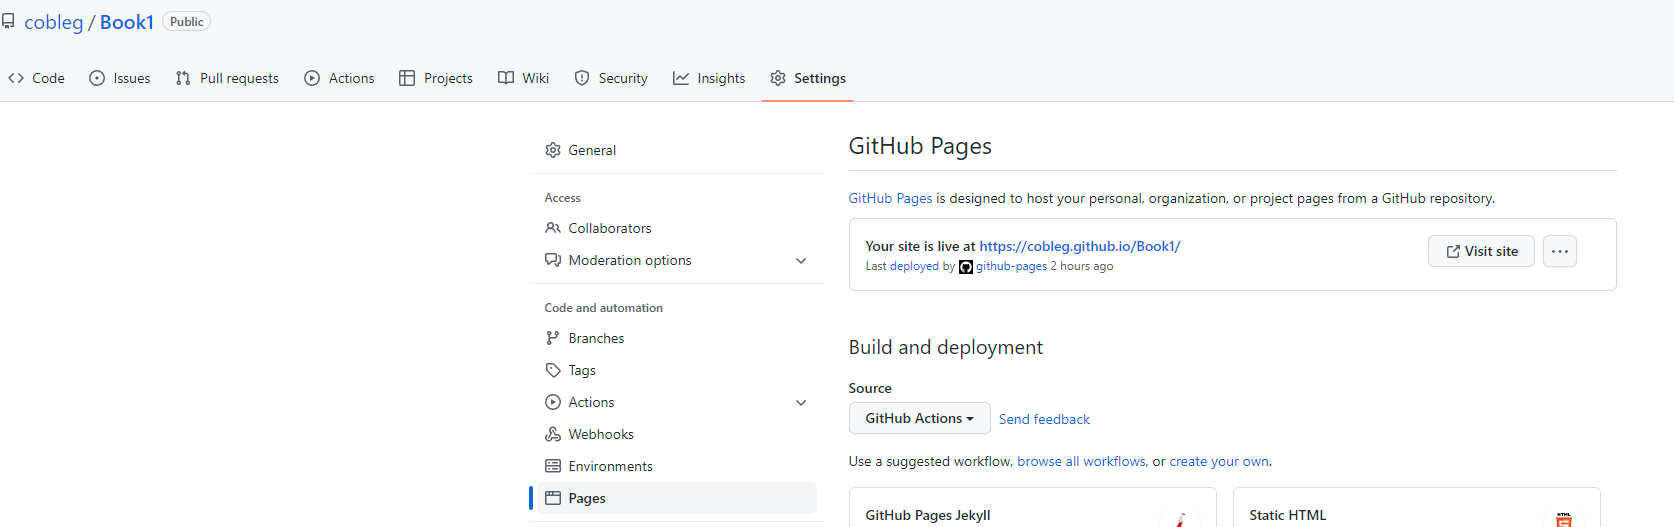 cobleg / Book1 Public
Code Issues Pull requests Actions Projects Wiki Security Insights Settings
General
Access
Collaborators
Moderation options
Code and automation
Branches
Tags
Actions
Webhooks
Environments
Pages
GitHub Pages
GitHub Pages is designed to host your personal, organization, or project pages from a GitHub repository.
Your site is live at https://cobleg.github.io/Book1/
Last deployed by github-pages 2 hours ago
Visit site
Build and deployment
Source
GitHub Actions Send feedback
Use a suggested workflow, browse all workflows, or create your own.
GitHub Pages Jekyll
Static HTML
HTML